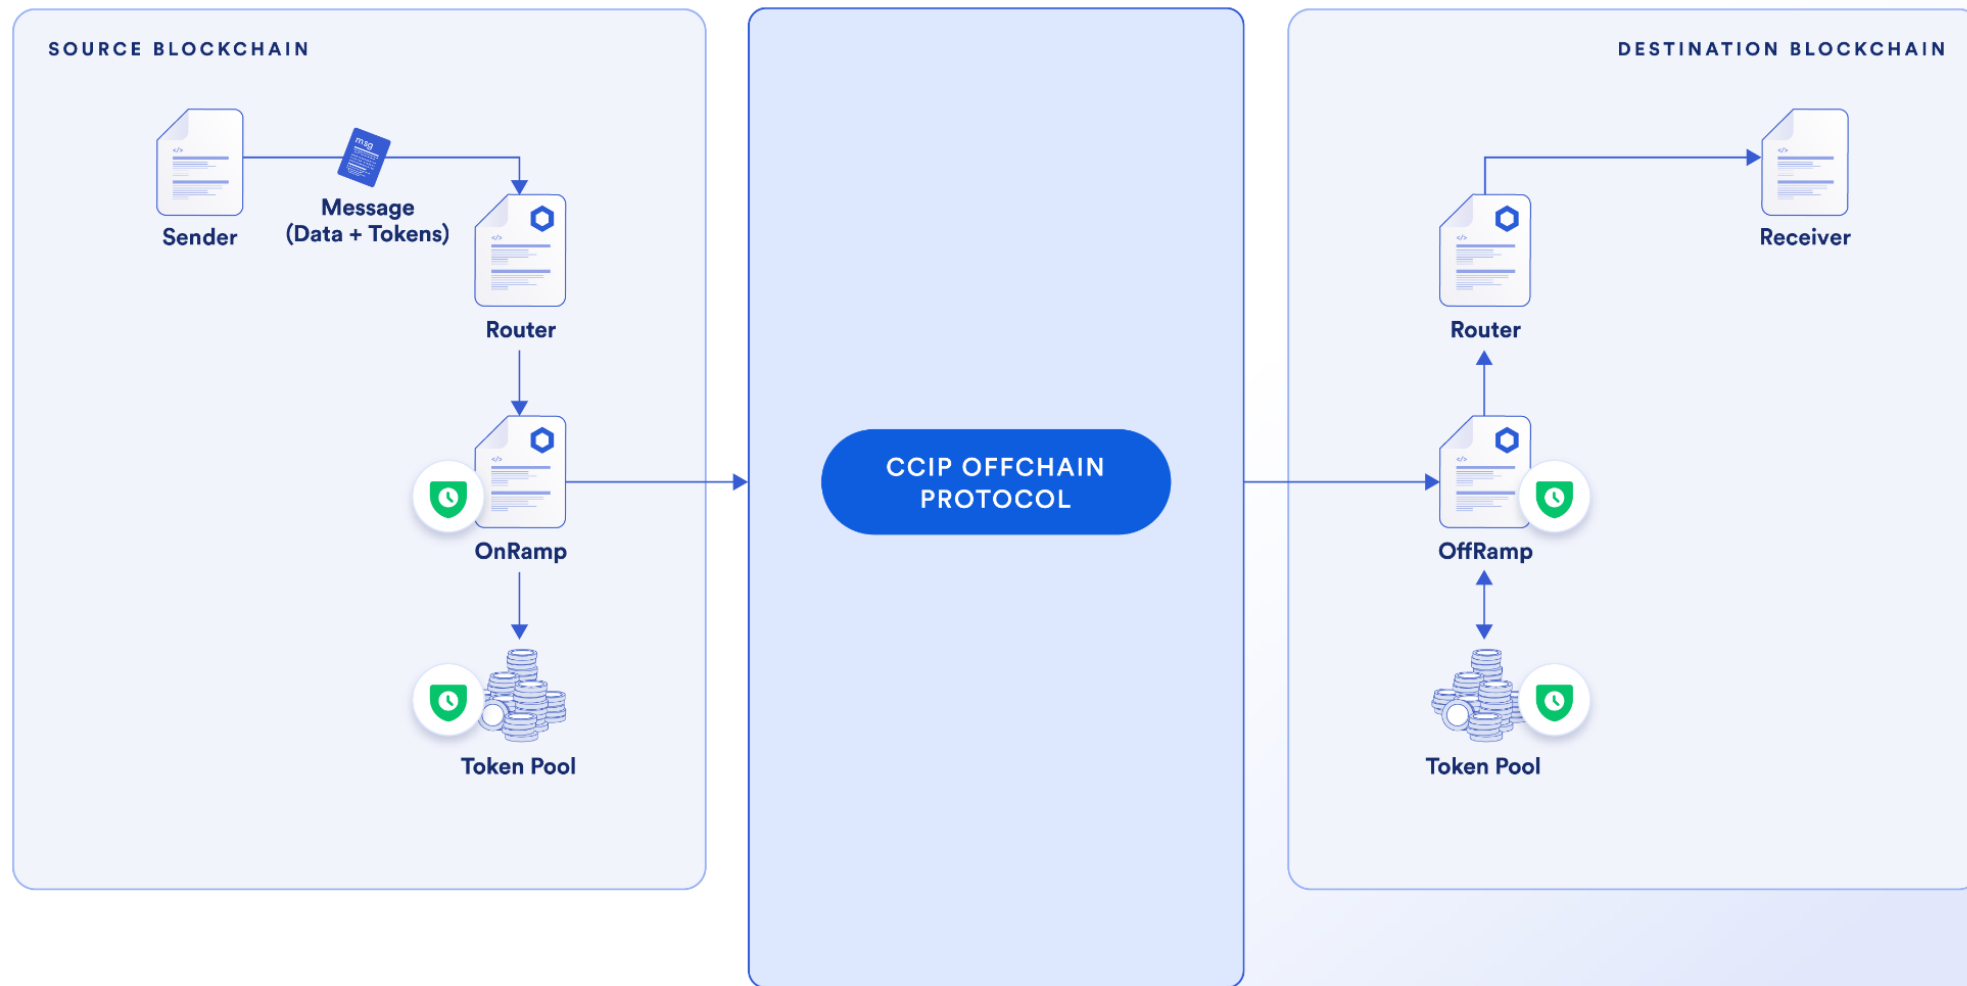 SOURCE BLOCKCHAIN
msg
Sender
Message
(Data + Tokens)
</>
Router
</>
OnRamp
</>
Token Pool
CCIP OFFCHAIN
PROTOCOL
DESTINATION BLOCKCHAIN
Receiver
</>
Router
</>
OffRamp
</>
Token Pool